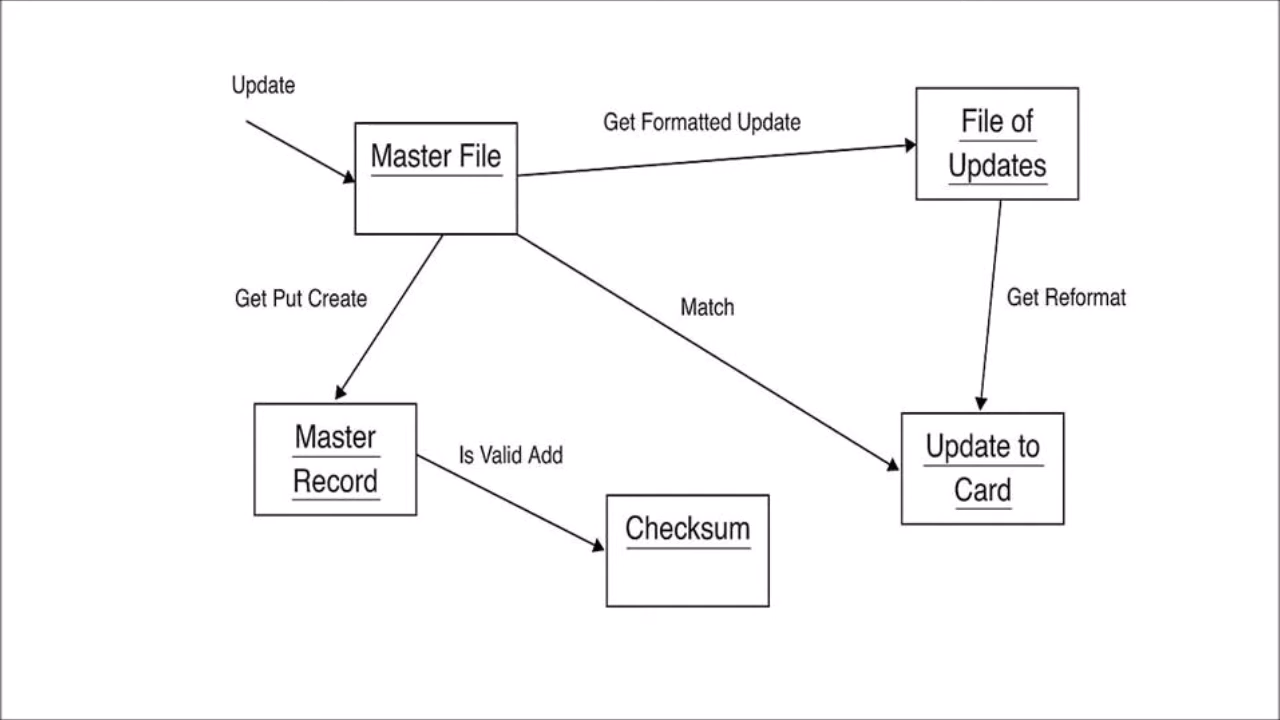 Update
Master File
Get Formatted Update
File of
Updates
Get Put Create
Match
Get Reformat
Master
Record
Is Valid Add
Update to
Card
Checksum